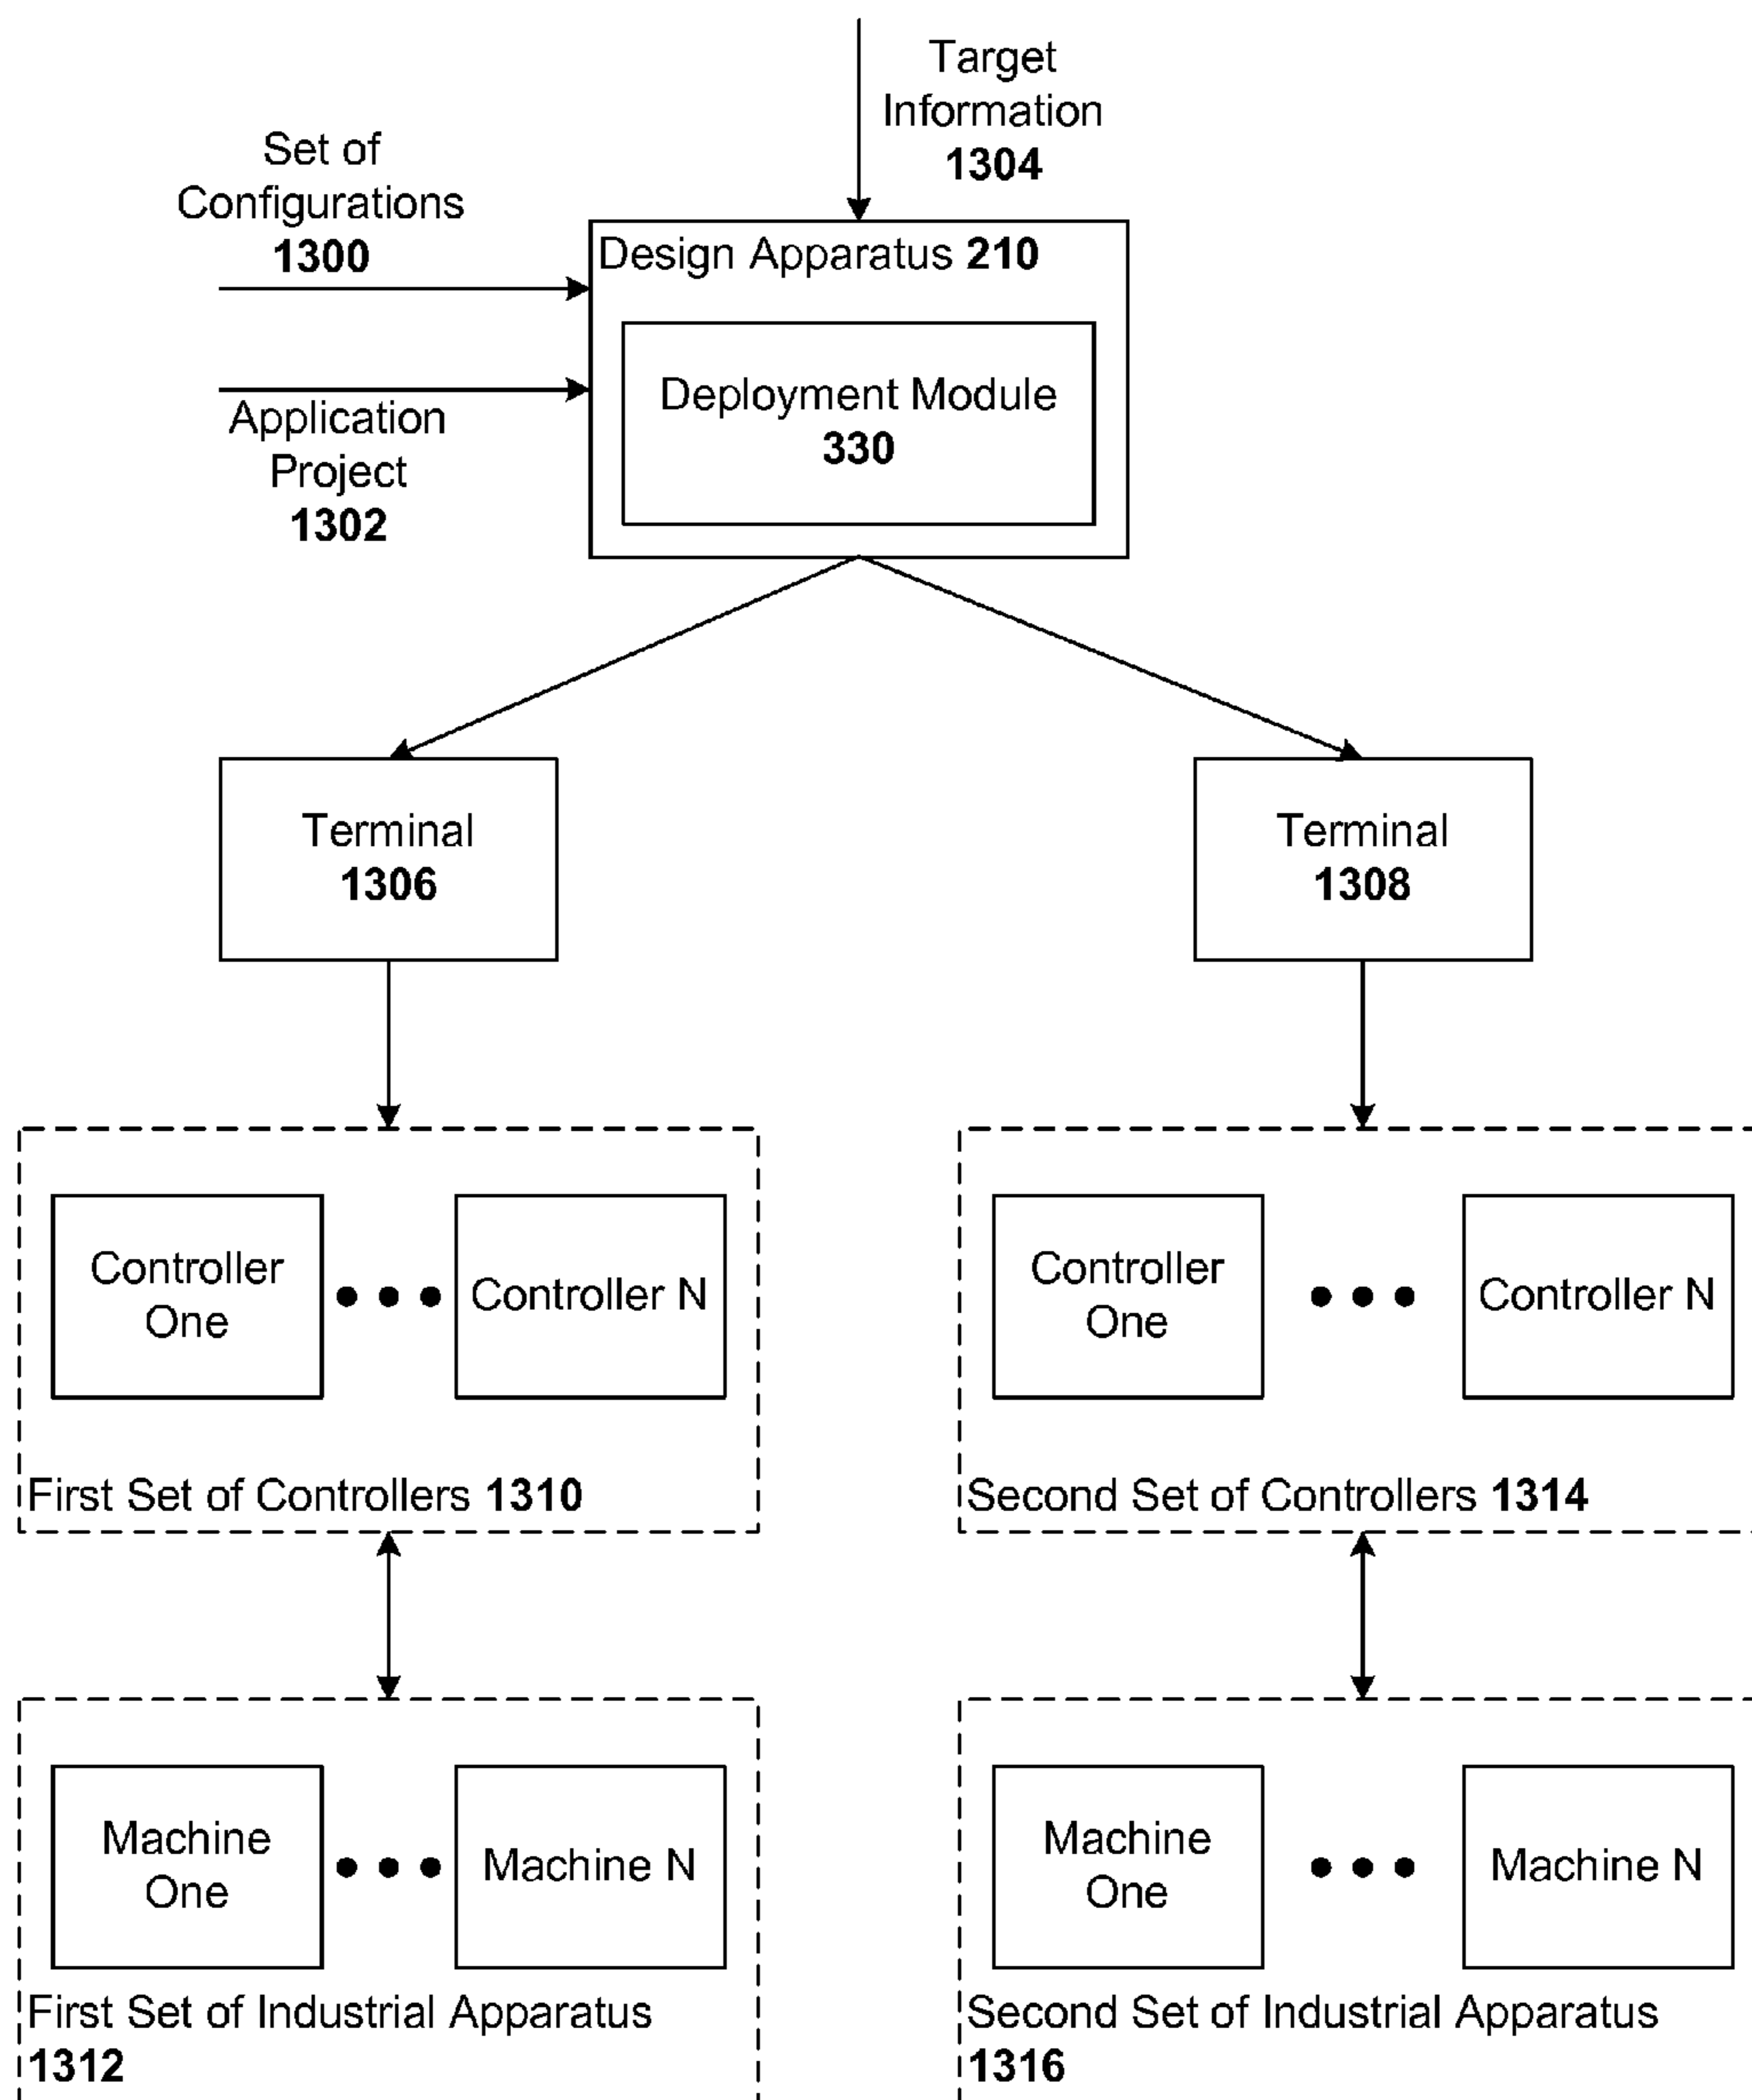 Target
Information
1304
Set of
Configurations
1300
Design Apparatus 210
Deployment Module
330
Application
Project
1302
Terminal
1306
Terminal
1308
Controller
One
Controller N
Controller
One
Controller N
First Set of Controllers 1310
Second Set of Controllers 1314
Machine
One
Machine N
Machine
One
Machine N
First Set of Industrial Apparatus
1312
Second Set of Industrial Apparatus
1316